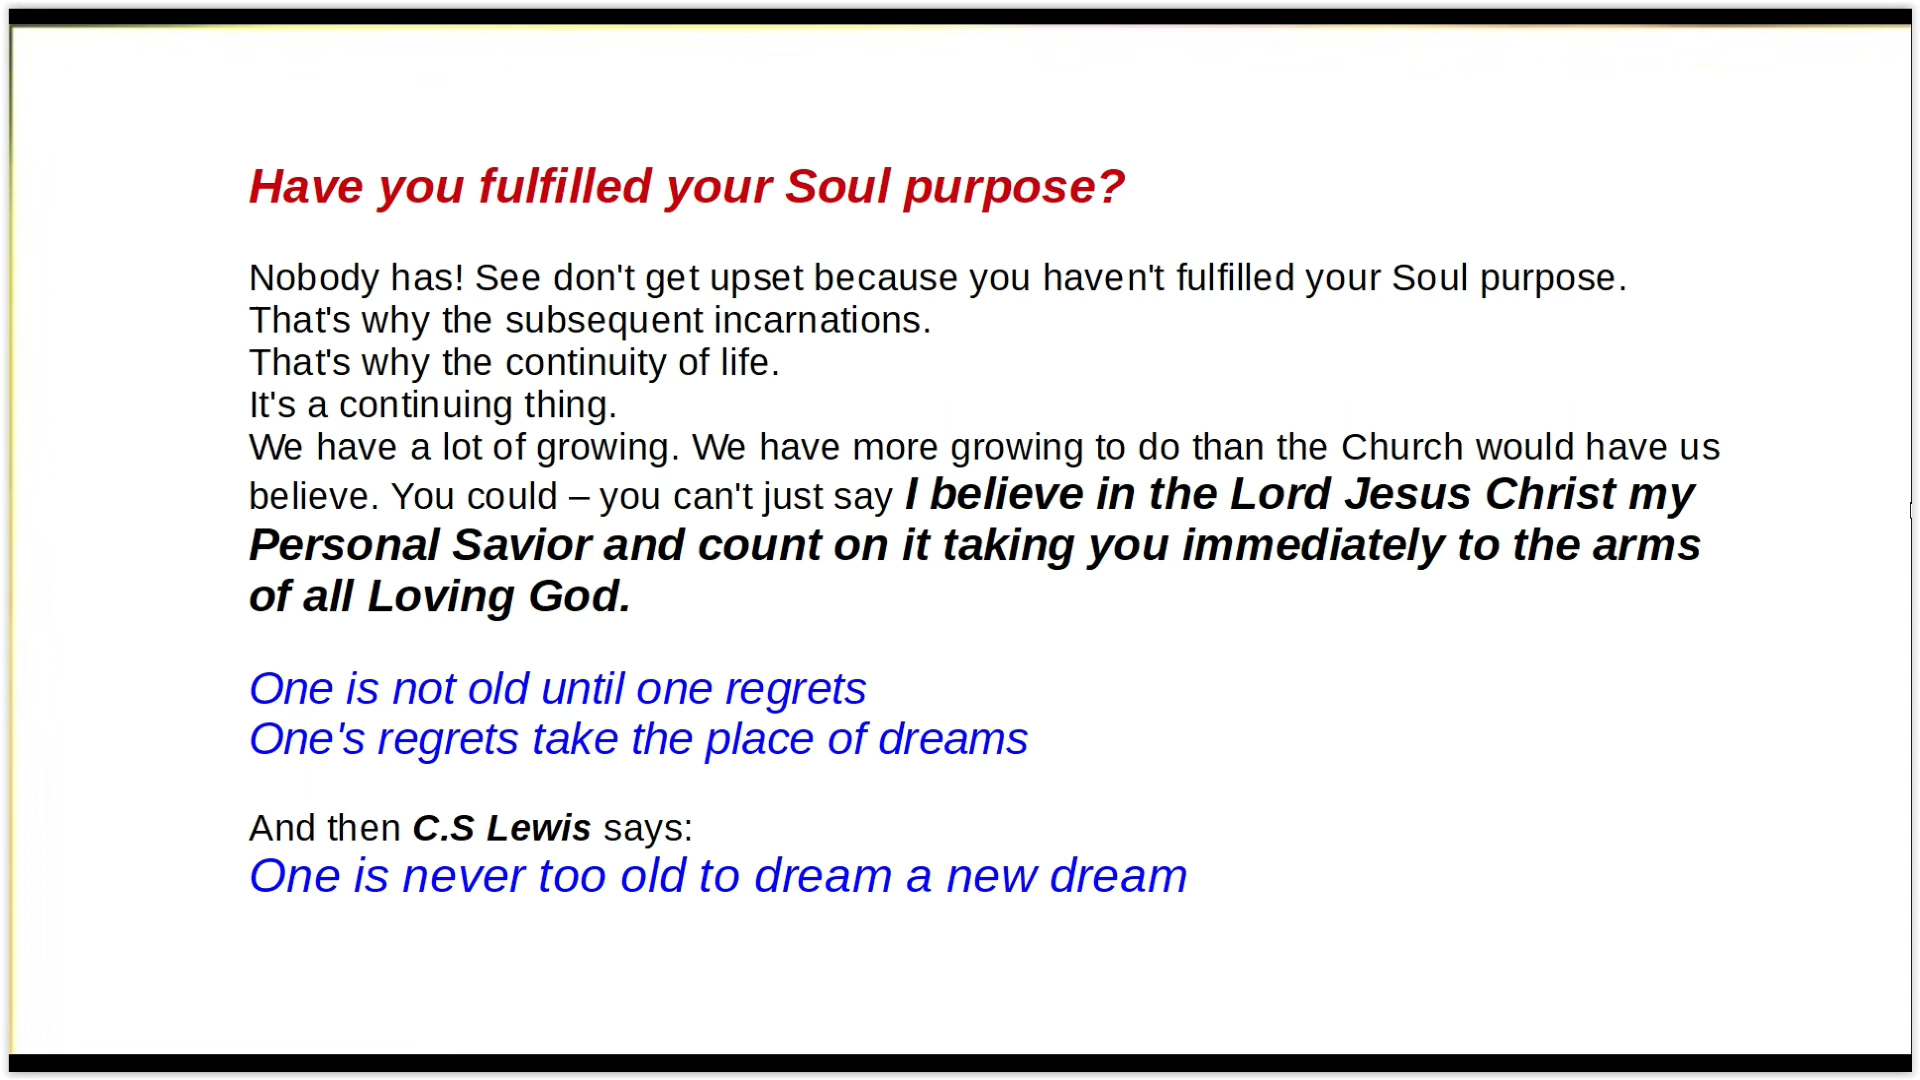 Have you fulfilled your Soul purpose?
Nobody has! See don't get upset because you haven't fulfilled your Soul purpose.
That's why the subsequent incarnations.
That's why the continuity of life.
It's a continuing thing.
We have a lot of growing. We have more growing to do than the Church would have us
believe. You could – you can't just say I believe in the Lord Jesus Christ my
Personal Savior and count on it taking you immediately to the arms
of all Loving God.
One is not old until one regrets
One's regrets take the place of dreams
And then C.S Lewis says:
One is never too old to dream a new dream